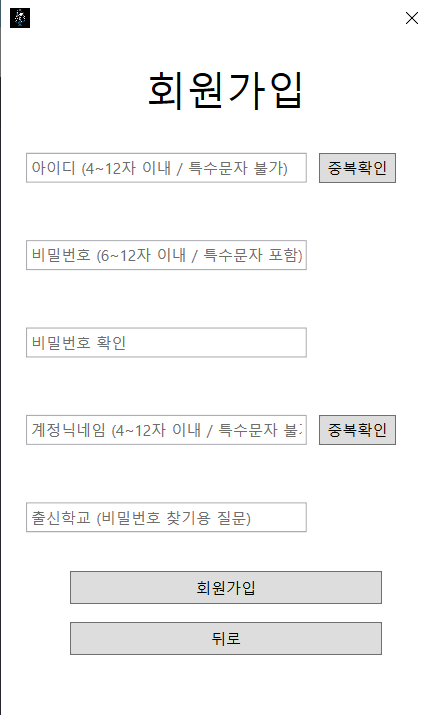 회원가입
아이디 (4~12자 이내 / 특수문자 불가)
중복확인
비밀번호 (6~12자 이내 / 특수문자 포함)
비밀번호 확인
계정닉네임 (4~12자 이내 / 특수문자 불
중복확인
출신학교 (비밀번호 찾기용 질문)
회원가입
뒤로